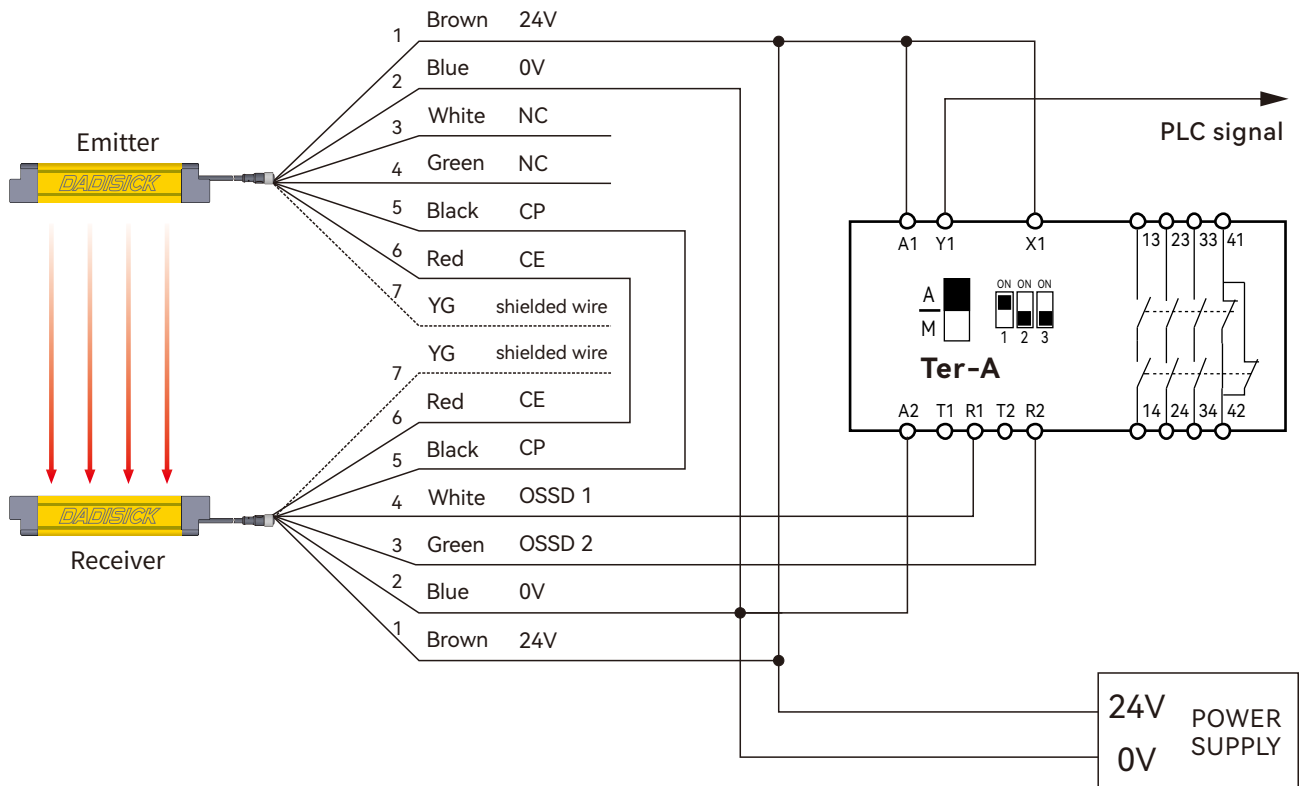 1 Brown 24V
2 Blue 0V
3 White NC
4 Green NC
5 Black CP
6 Red CE
7 YG shielded wire
YG shielded wire
7
Red CE
6
Black CP
5
White OSSD 1
4
3 Green OSSD 2
2 Blue 0V
1 Brown 24V
Emitter
DADISICK
DADISICK
Receiver
PLC signal
A1 Y1 X1 13 23 33 41
A
M
ON ON ON
1 2 3
Ter-A
A2 T1 R1 T2 R2 14 24 34 42
24V
0V
POWER
SUPPLY